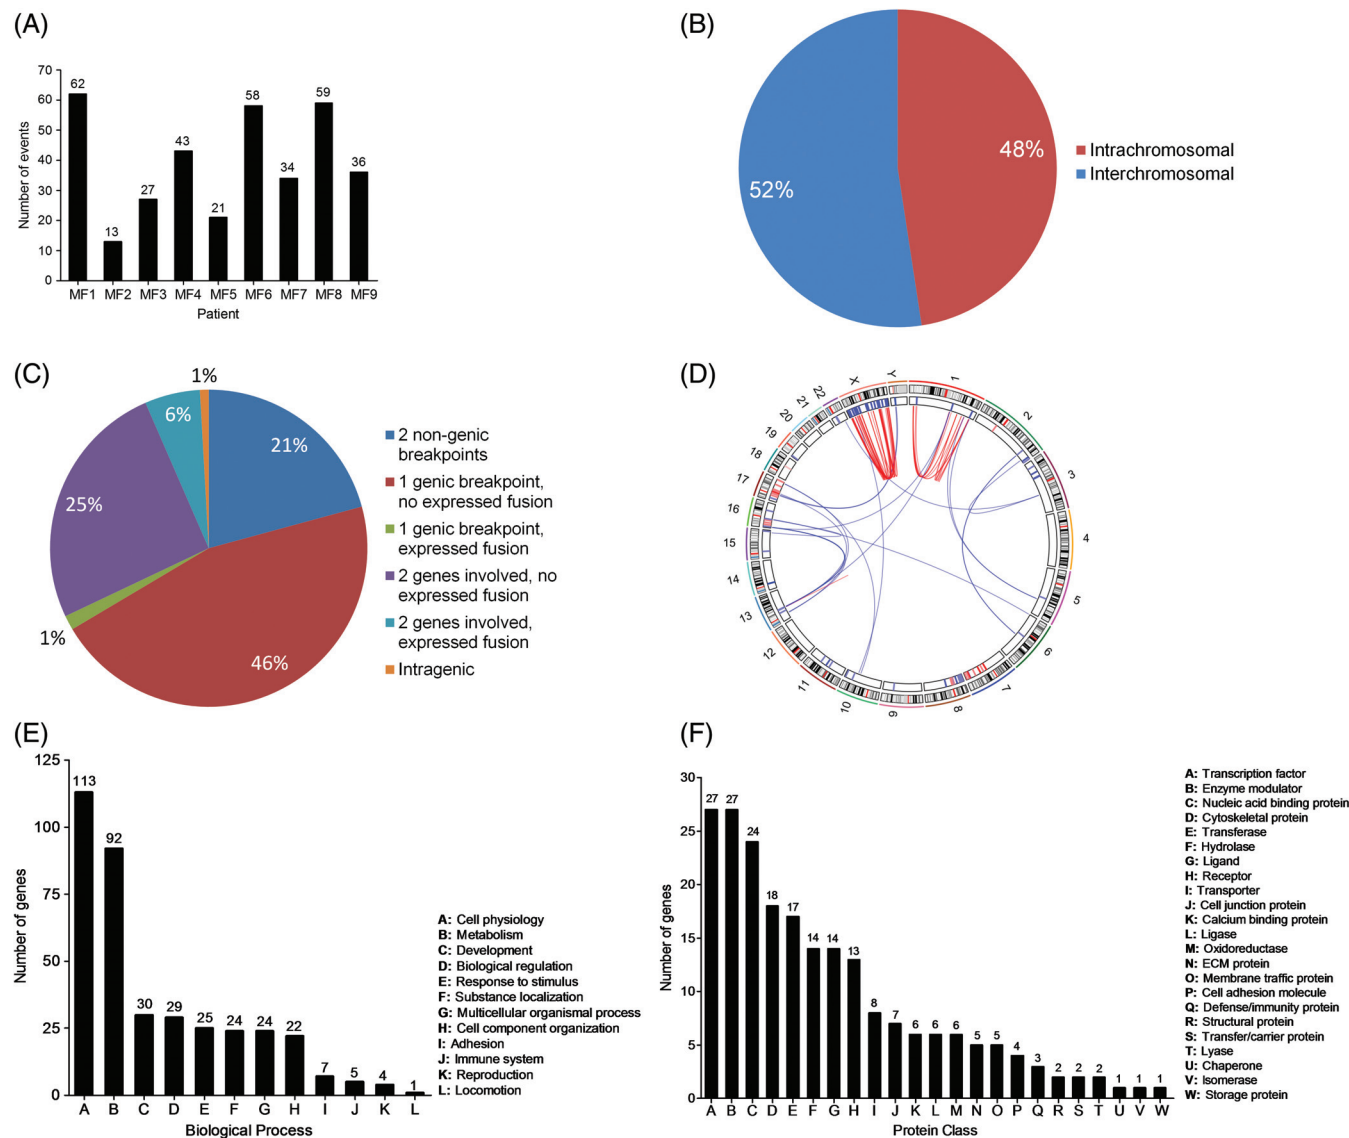 (A)
70
60
50
40
30
20
10
0
Number of events
62
13
27
43
21
58
34
59
36
MF1 MF2 MF3 MF4 MF5 MF6 MF7 MF8 MF9
Patient
(B)
48%
52%
Intrachromosomal
Interchromosomal
(C)
1%
6%
21%
25%
1%
46%
2 non-genic
breakpoints
1 genic breakpoint,
no expressed fusion
1 genic breakpoint,
expressed fusion
2 genes involved, no
expressed fusion
2 genes involved,
expressed fusion
Intragenic
(D)
1
2
3
4
5
6
7
8
9
10
11
12
13
14
15
16
17
18
19
20
21
22
X
Y
(E)
125
100
75
50
25
0
Number of genes
113
92
30
29
25
24
24
22
7
5
4
1
A B C D E F G H I J K L
Biological Process
A: Cell physiology
B: Metabolism
C: Development
D: Biological regulation
E: Response to stimulus
F: Substance localization
G: Multicellular organismal process
H: Cell component organization
I: Adhesion
J: Immune system
K: Reproduction
L: Locomotion
(F)
30
25
20
15
10
5
0
Number of genes
27
27
24
18
17
14
14
13
8
7
6
6
6
5
5
4
3
2
2
2
1
1
1
A B C D E F G H I J K L M N O P Q R S T U V W
Protein Class
A: Transcription factor
B: Enzyme modulator
C: Nucleic acid binding protein
D: Cytoskeletal protein
E: Transferase
F: Hydrolase
G: Ligand
H: Receptor
I: Transporter
J: Cell junction protein
K: Calcium binding protein
L: Ligase
M: Oxidoreductase
N: ECM protein
O: Membrane traffic protein
P: Cell adhesion molecule
Q: Defense/immunity protein
R: Structural protein
S: Transfer/carrier protein
T: Lyase
U: Chaperone
V: Isomerase
W: Storage protein